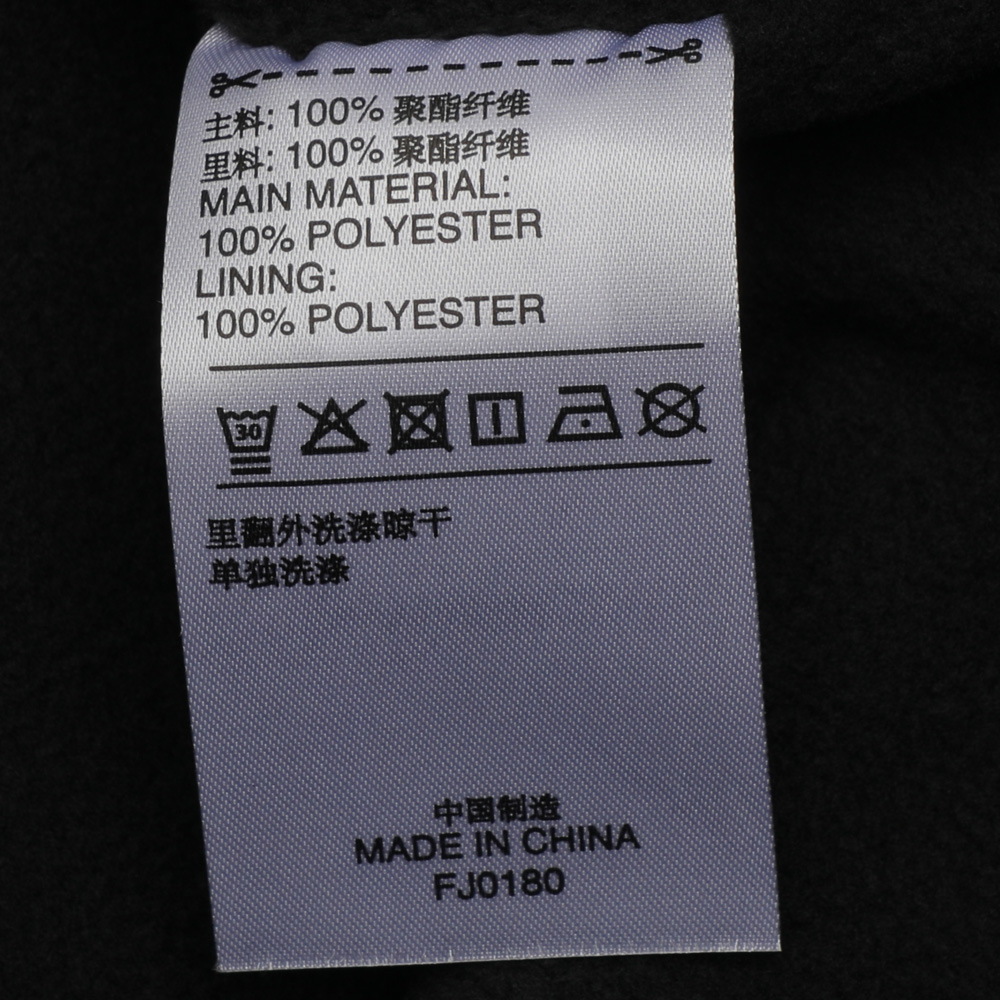 主料: 100% 聚酯纤维
里料: 100% 聚酯纤维
MAIN MATERIAL:
100% POLYESTER
LINING:
100% POLYESTER
30
里翻外洗涤晾干
单独洗涤
中国制造
MADE IN CHINA
FJ0180